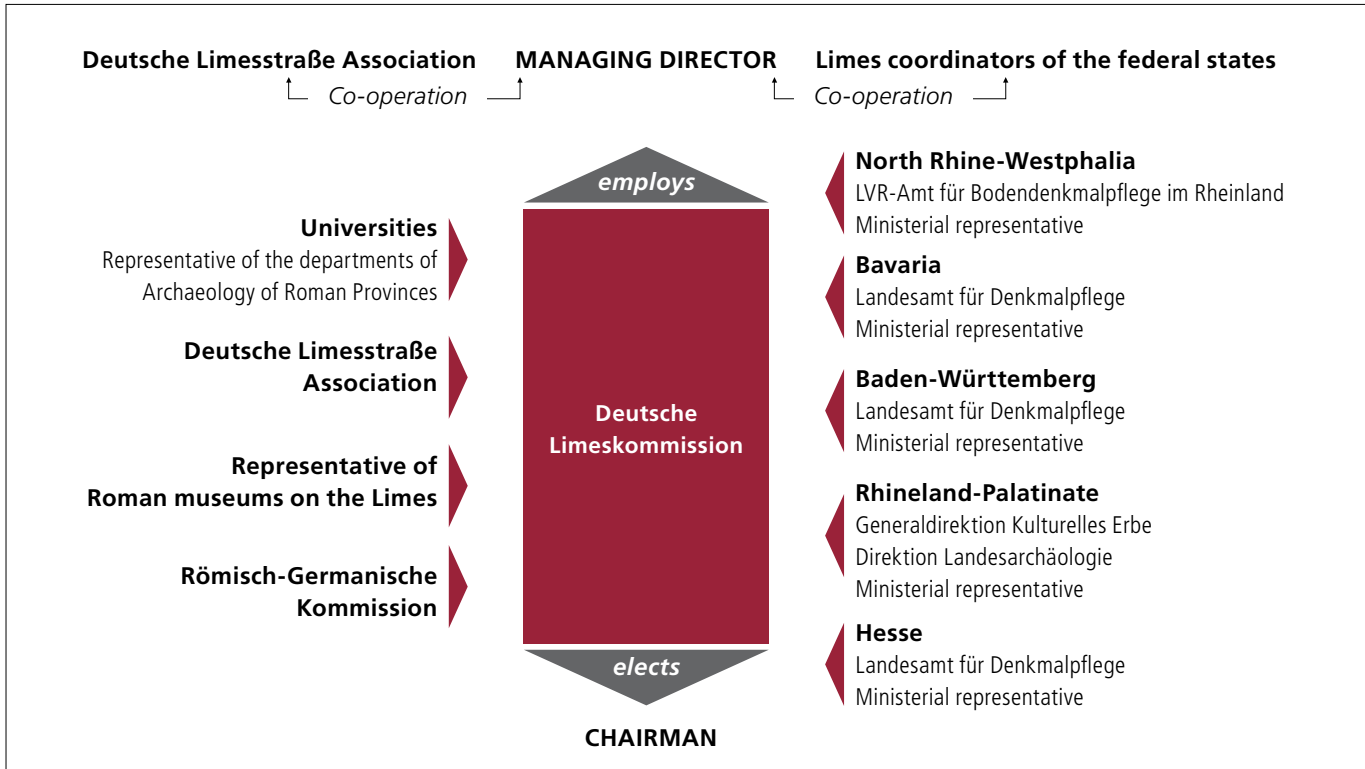 Deutsche Limesstraße Association MANAGING DIRECTOR Limes coordinators of the federal states
Co-operation Co-operation
employs
Universities
Representative of the departments of
Archaeology of Roman Provinces
Deutsche Limesstraße
Association
Representative of
Roman museums on the Limes
Römisch-Germanische
Kommission
Deutsche
Limeskommission
North Rhine-Westphalia
LVR-Amt für Bodendenkmalpflege im Rheinland
Ministerial representative
Bavaria
Landesamt für Denkmalpflege
Ministerial representative
Baden-Württemberg
Landesamt für Denkmalpflege
Ministerial representative
Rhineland-Palatinate
Generaldirektion Kulturelles Erbe
Direktion Landesarchäologie
Ministerial representative
Hesse
Landesamt für Denkmalpflege
Ministerial representative
elects
CHAIRMAN